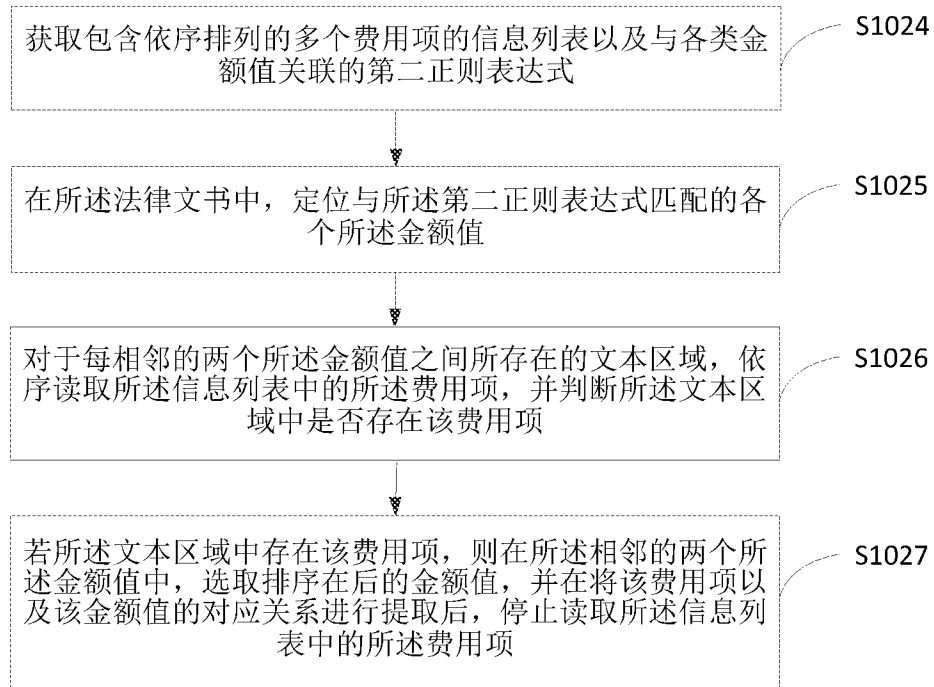 获取包含依序排列的多个费用项的信息列表以及与各类金
额值关联的第二正则表达式
S1024
在所述法律文书中，定位与所述第二正则表达式匹配的各
个所述金额值
S1025
对于每相邻的两个所述金额值之间所存在的文本区域，依
序读取所述信息列表中的所述费用项，并判断所述文本区
域中是否存在该费用项
S1026
若所述文本区域中存在该费用项，则在所述相邻的两个所
述金额值中，选取排序在后的金额值，并在将该费用项以
及该金额值的对应关系进行提取后，停止读取所述信息列
表中的所述费用项
S1027